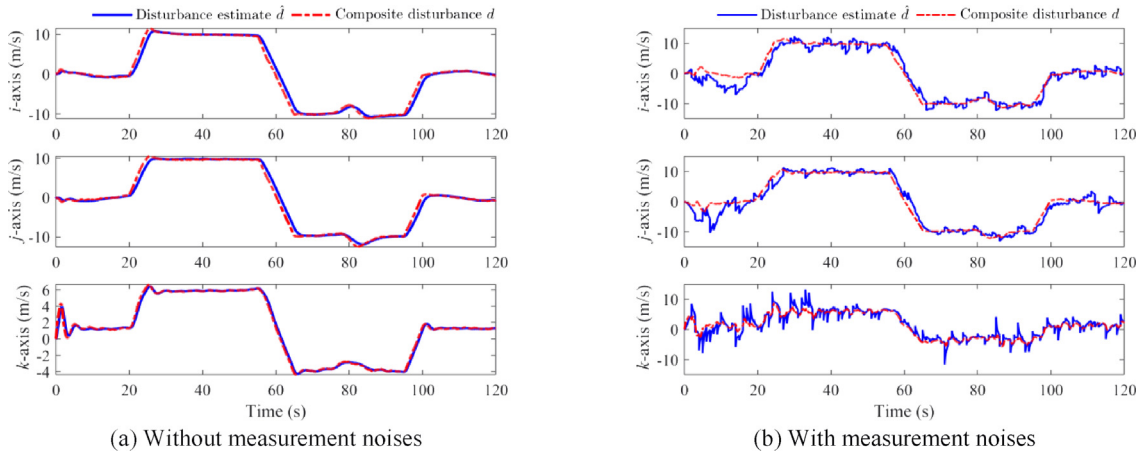 Disturbance estimate d̂ Composite disturbance d
i-axis (m/s)
10
0
-10
0 20 40 60 80 100 120
j-axis (m/s)
10
0
-10
0 20 40 60 80 100 120
k-axis (m/s)
6
4
2
0
-2
-4
0 20 40 60 80 100 120
Time (s)
(a) Without measurement noises
Disturbance estimate d̂ Composite disturbance d
i-axis (m/s)
10
0
-10
0 20 40 60 80 100 120
j-axis (m/s)
10
0
-10
0 20 40 60 80 100 120
k-axis (m/s)
10
0
-10
0 20 40 60 80 100 120
Time (s)
(b) With measurement noises